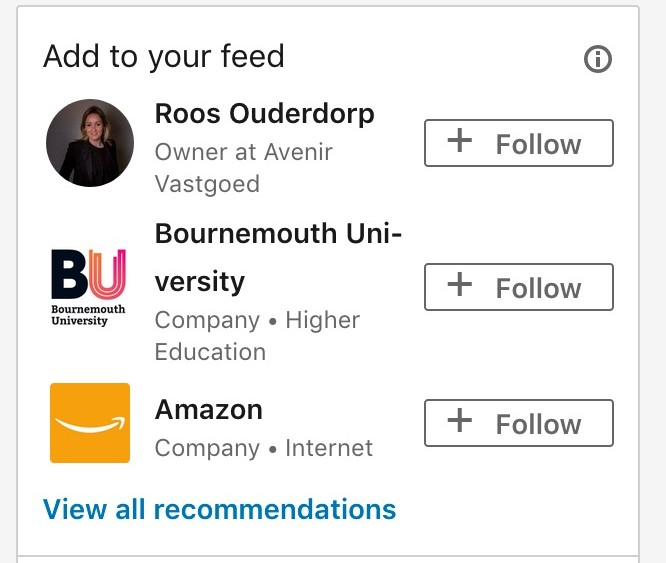 Add to your feed
Roos Ouderdorp
Owner at Avenir
Vastgoed
+ Follow
Bournemouth Uni-
versity
Company • Higher
Education
+ Follow
BU
Bournemouth
University
Amazon
Company • Internet
+ Follow
View all recommendations